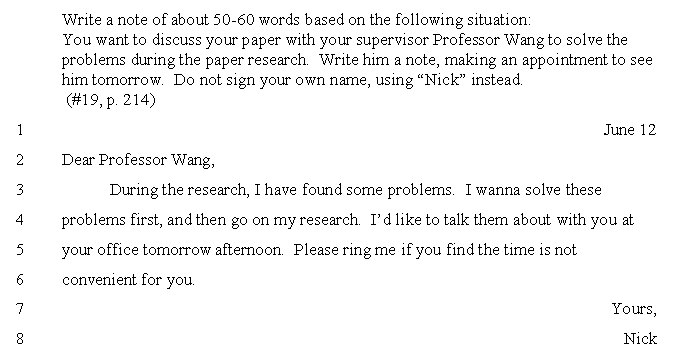 Write a note of about 50-60 words based on the following situation:
You want to discuss your paper with your supervisor Professor Wang to solve the
problems during the paper research. Write him a note, making an appointment to see
him tomorrow. Do not sign your own name, using “Nick” instead.
(#19, p. 214)
1 June 12
2 Dear Professor Wang,
3 During the research, I have found some problems. I wanna solve these
4 problems first, and then go on my research. I’d like to talk them about with you at
5 your office tomorrow afternoon. Please ring me if you find the time is not
6 convenient for you.
7 Yours,
8 Nick